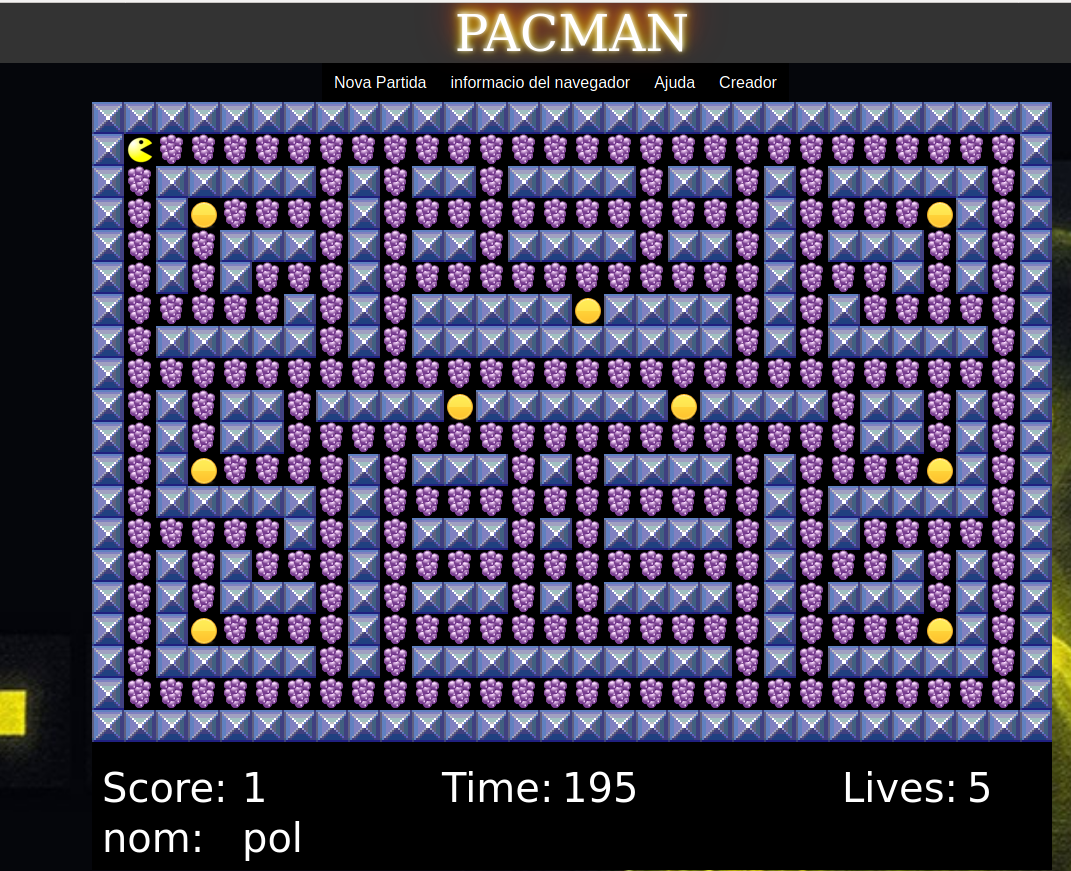 PACMAN
Nova Partida informacio del navegador Ajuda Creador
Score: 1 Time: 195 Lives: 5
nom: pol